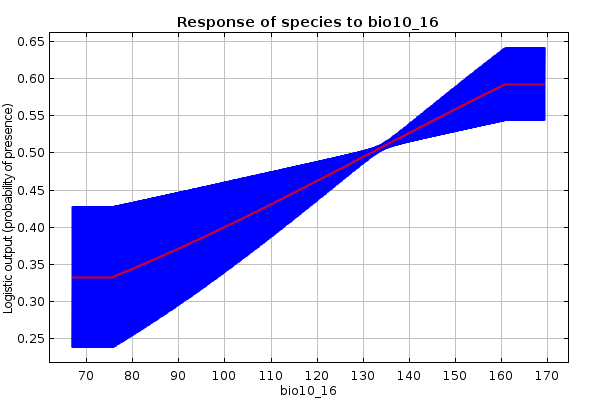 Response of species to bio10_16
Logistic output (probability of presence)
0.65
0.60
0.55
0.50
0.45
0.40
0.35
0.30
0.25
70 80 90 100 110 120 130 140 150 160 170
bio10_16